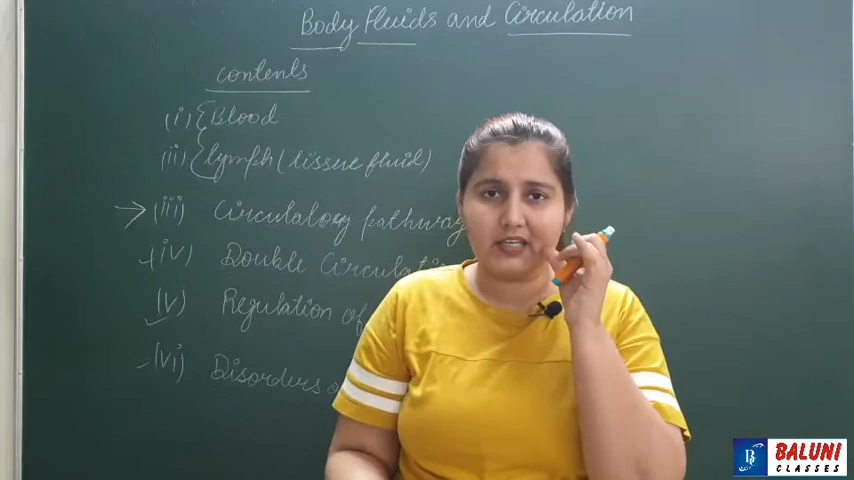 Body Fluids and Circulation
contents
(i) Blood
(ii) lymph (tissue fluid)
(iii) Circulatory pathway
(iv) Double Circulati
(v) Regulation of
(vi) Disorders o
BALUNI
CLASSES